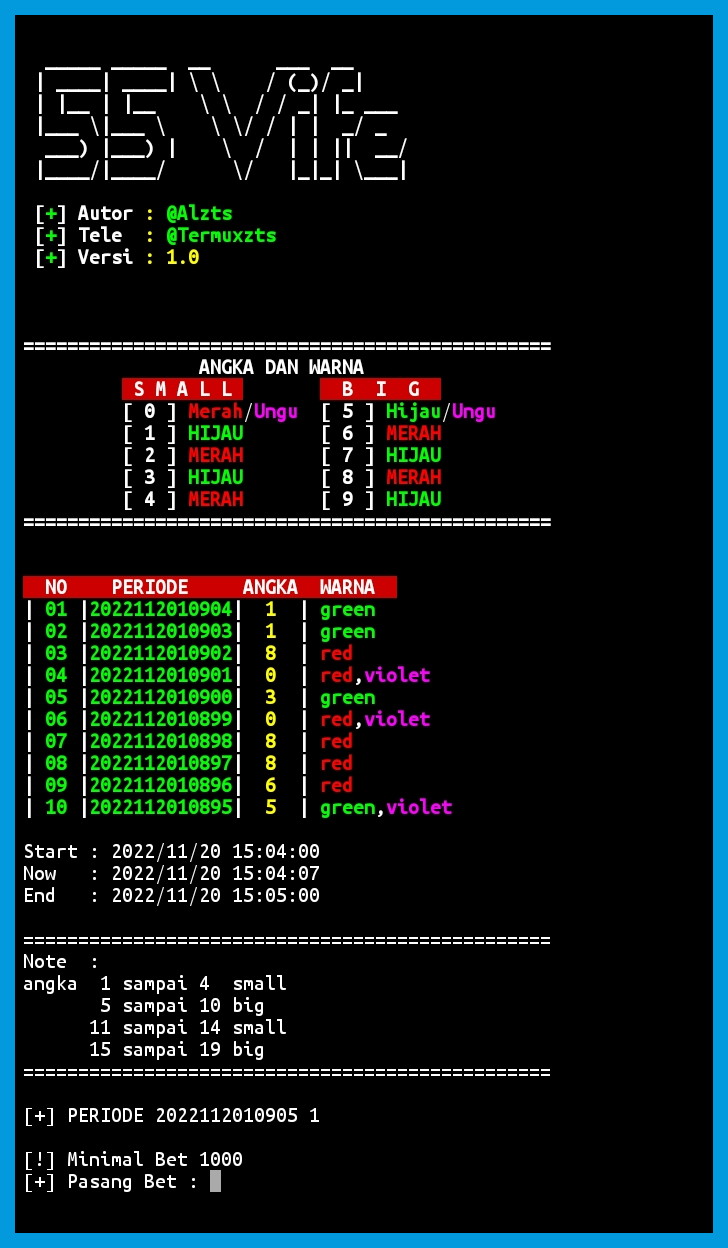 55 Vife
[+] Autor : @Alzts
[+] Tele : @Termuxzts
[+] Versi : 1.0
================================================
ANGKA DAN WARNA
S M A L L B I G
[ 0 ] Merah/Ungu [ 5 ] Hijau/Ungu
[ 1 ] HIJAU [ 6 ] MERAH
[ 2 ] MERAH [ 7 ] HIJAU
[ 3 ] HIJAU [ 8 ] MERAH
[ 4 ] MERAH [ 9 ] HIJAU
================================================
NO PERIODE ANGKA WARNA
| 01 |2022112010904| 1 | green
| 02 |2022112010903| 1 | green
| 03 |2022112010902| 8 | red
| 04 |2022112010901| 0 | red,violet
| 05 |2022112010900| 3 | green
| 06 |2022112010899| 0 | red,violet
| 07 |2022112010898| 8 | red
| 08 |2022112010897| 8 | red
| 09 |2022112010896| 6 | red
| 10 |2022112010895| 5 | green,violet
Start : 2022/11/20 15:04:00
Now : 2022/11/20 15:04:07
End : 2022/11/20 15:05:00
================================================
Note :
angka 1 sampai 4 small
5 sampai 10 big
11 sampai 14 small
15 sampai 19 big
================================================
[+] PERIODE 2022112010905 1
[!] Minimal Bet 1000
[+] Pasang Bet :